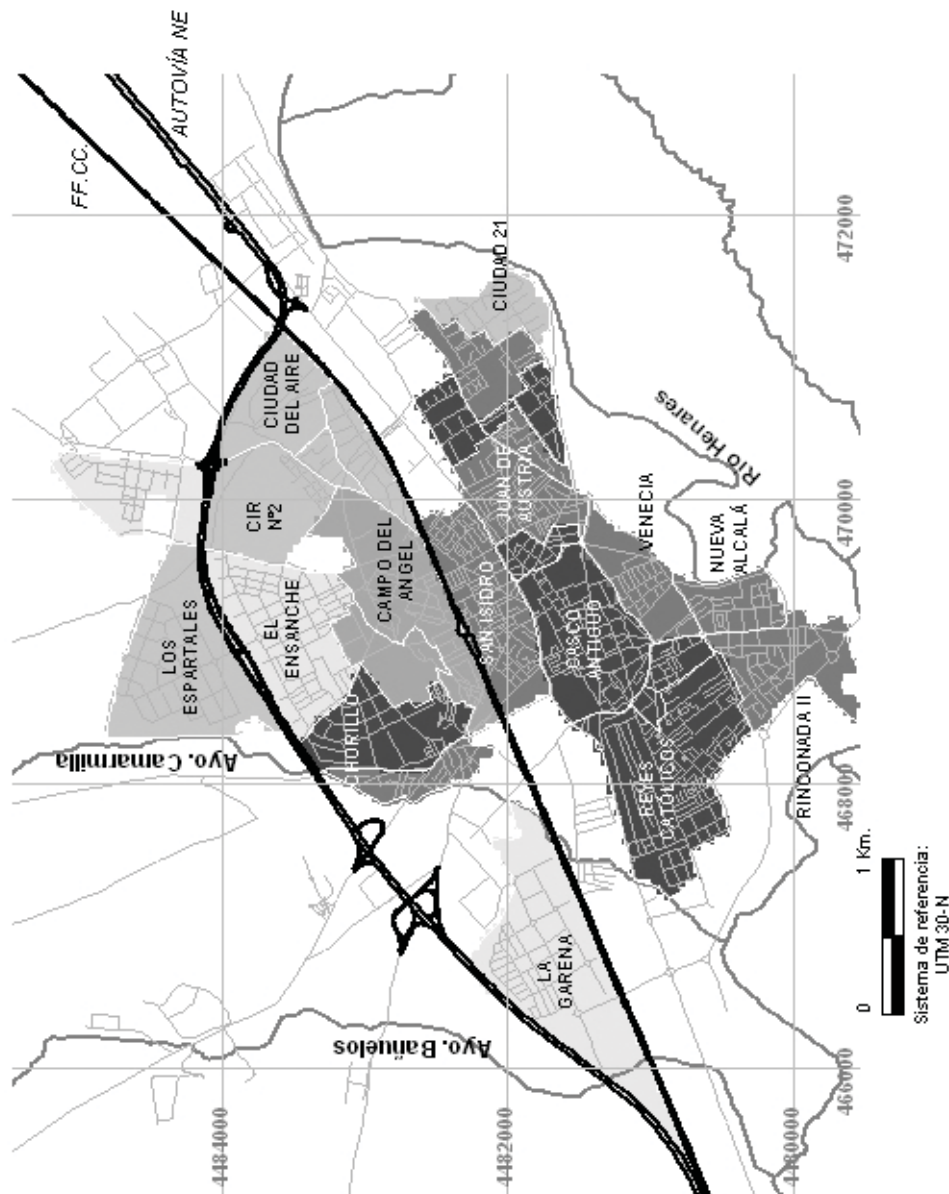 AUTOVÍA NE
FF.CC.
472000
CIUDAD 21
CIUDAD
DEL AIRE
Río Henares
JUAN DE
AUSTRIA
470000
CIR
Nº2
VENECIA
NUEVA
ALCALÁ
CAMPO DEL
ANGEL
SAN ISIDRO
CASCO
ANTIGUO
EL
ENSANCHE
LOS
ESPARTALES
CHORILLO
REYES
CATOLICOS
RINCONADA II
468000
Ayo. Camarmilla
LA
GARENA
Ayo. Bañuelos
466000
4484000
4482000
4480000
0
1 Km.
Sistema de referencia:
UTM 30-N